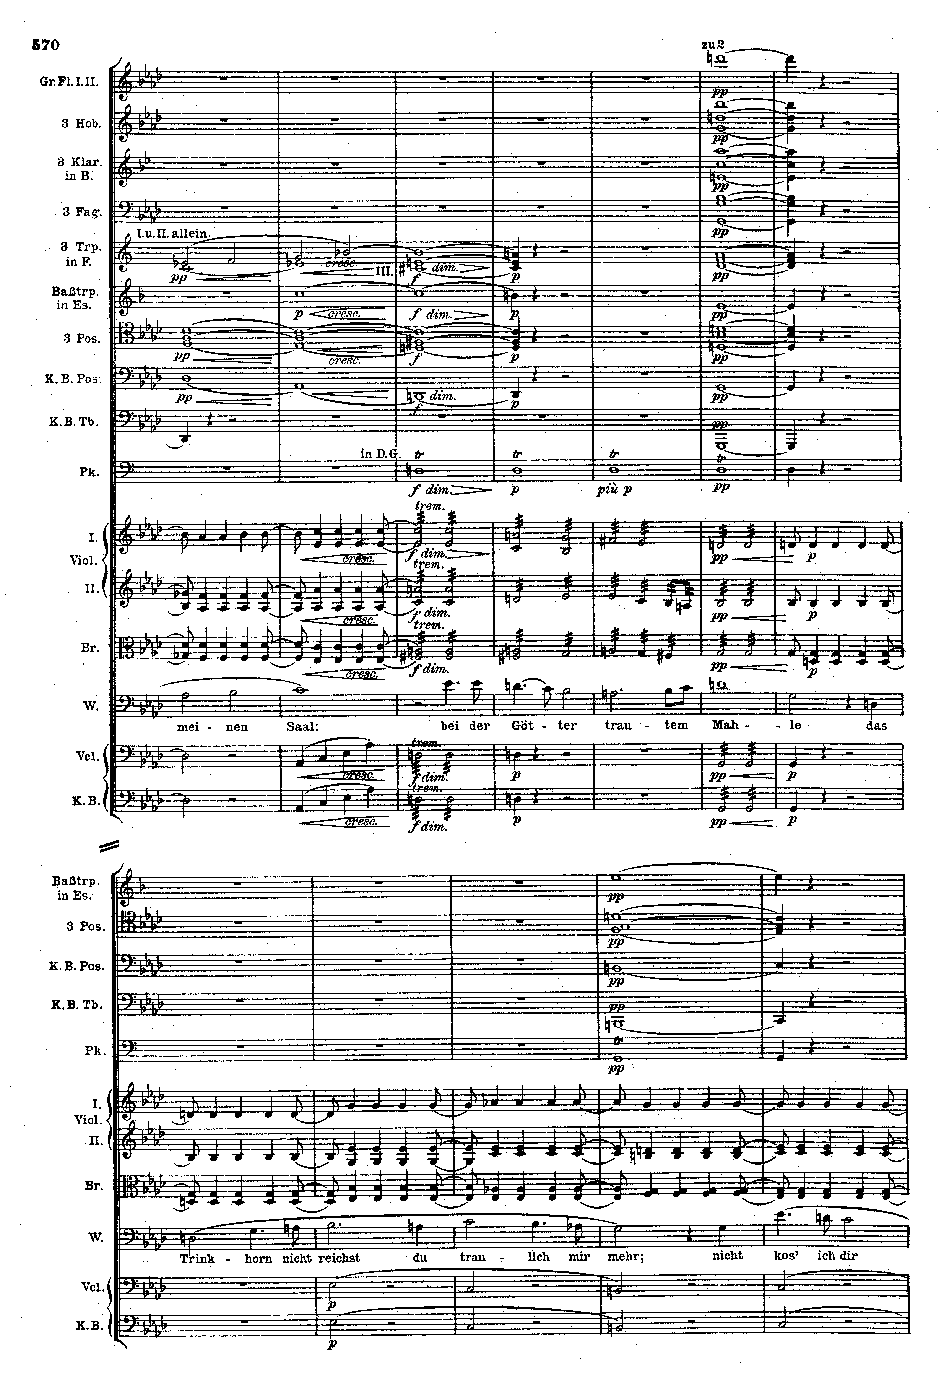 570
zu 2
Gr. Fl. I. II.
pp
3 Hob.
pp
3 Klar.
in B.
pp
3 Fag.
pp
I. u. II. allein.
3 Trp.
in F.
pp cresc. III. f dim. p pp
Baßtrp.
in Es.
p cresc. f dim. p pp
3 Pos.
pp cresc. f p pp
K. B. Pos.
pp f dim. p pp
K. B. Tb.
pp
in D. G. tr tr tr tr
Pk.
f dim. p più p pp
trem.
I.
Viol.
cresc. f dim. pp p
trem.
II.
cresc. f dim. pp p
trem.
Br.
cresc. f dim. pp p
W.
mei - nen Saal: bei der Göt - ter trau - tem Mah - le das
trem.
Vcl.
cresc. f dim. p pp p
trem.
K. B.
cresc. f dim. p pp p
Baßtrp.
in Es.
pp
3 Pos.
pp
K. B. Pos.
pp
K. B. Tb.
pp
tr
Pk.
pp
I.
Viol.
II.
Br.
W.
Trink - horn nicht reichst du trau - lich mir mehr; nicht kos' ich dir
Vcl.
p
K. B.
p